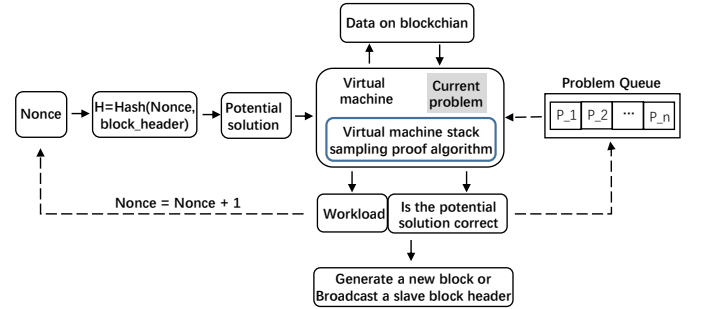 Data on blockchian
Virtual
machine
Current
problem
Problem Queue
Nonce
H=Hash(Nonce,
block_header)
Potential
solution
P_1 P_2 ... P_n
Virtual machine stack
sampling proof algorithm
Nonce = Nonce + 1
Workload
Is the potential
solution correct
Generate a new block or
Broadcast a slave block header